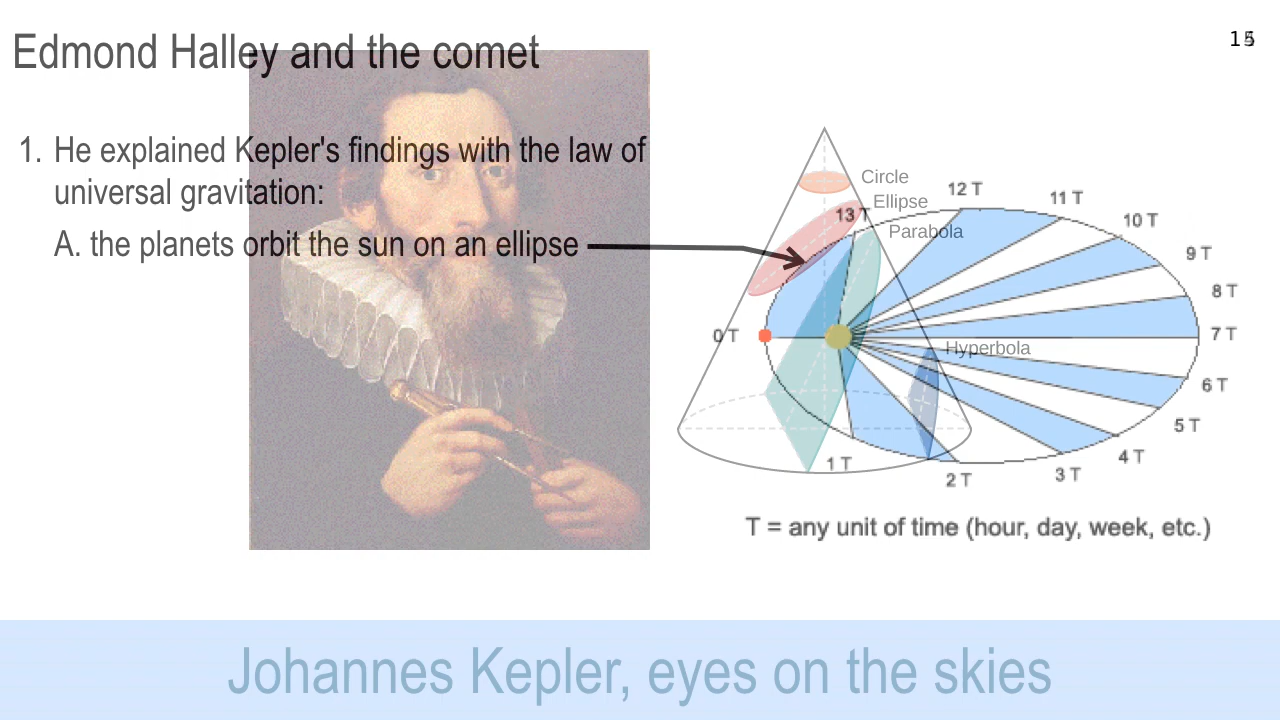 Edmond Halley and the comet
1. He explained Kepler's findings with the law of
universal gravitation:
A. the planets orbit the sun on an ellipse
Circle
Ellipse
Parabola
Hyperbola
12 T
11 T
10 T
9 T
8 T
7 T
6 T
5 T
4 T
3 T
2 T
1 T
0 T
13 T
T = any unit of time (hour, day, week, etc.)
Johannes Kepler, eyes on the skies